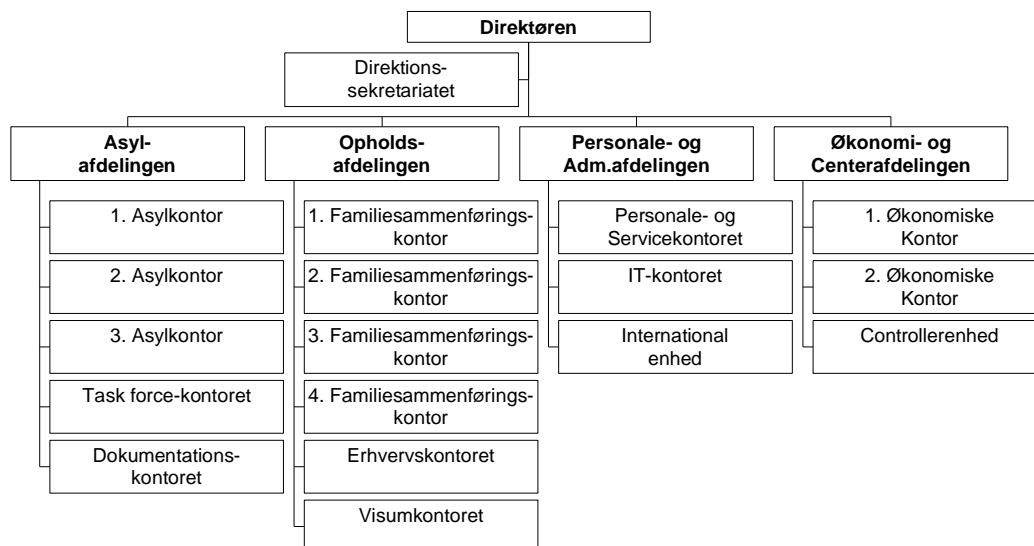 Direktøren
Direktions-
sekretariatet
Asyl-
afdelingen
1. Asylkontor
2. Asylkontor
3. Asylkontor
Task force-kontoret
Dokumentations-
kontoret
Opholds-
afdelingen
1. Familiesammenførings-
kontor
2. Familiesammenførings-
kontor
3. Familiesammenførings-
kontor
4. Familiesammenførings-
kontor
Erhvervskontoret
Visumkontoret
Personale- og
Adm.afdelingen
Personale- og
Servicekontoret
IT-kontoret
International
enhed
Økonomi- og
Centerafdelingen
1. Økonomiske
Kontor
2. Økonomiske
Kontor
Controllerenhed